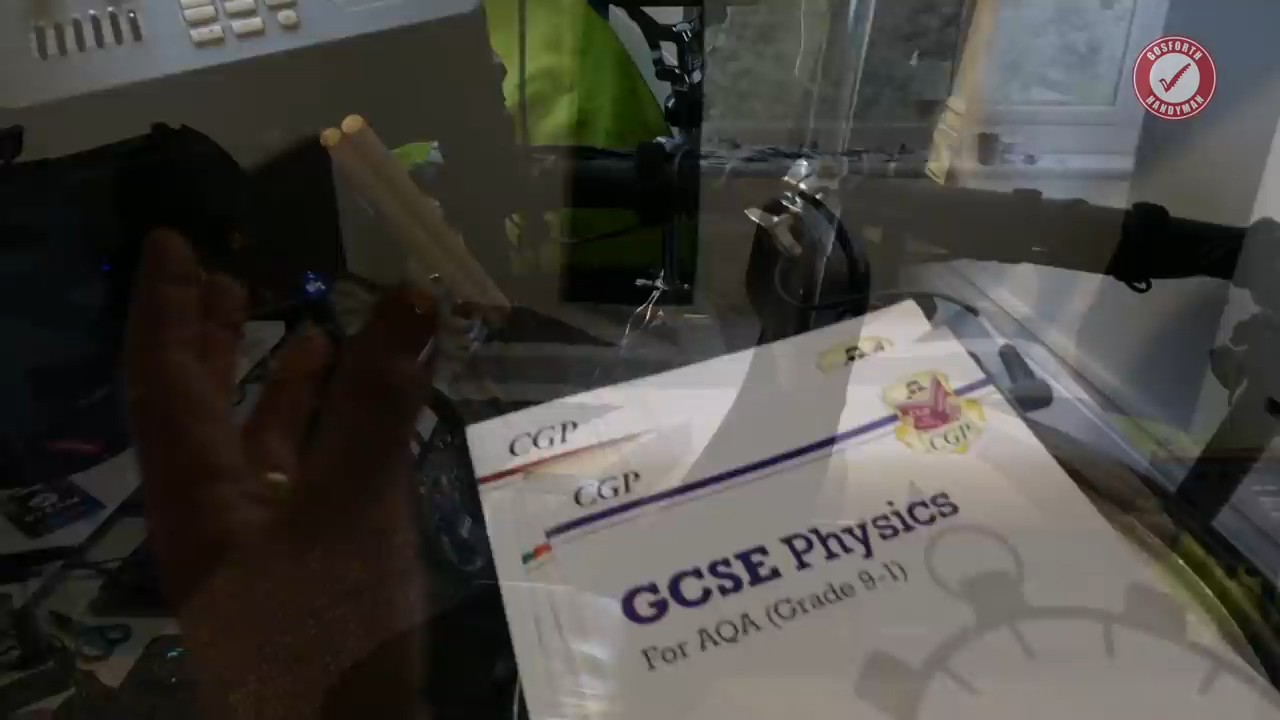 GOSFORTH
HANDYMAN
CGP
CGP
CGP
GCSE Physics
For AQA (Grade 9-1)